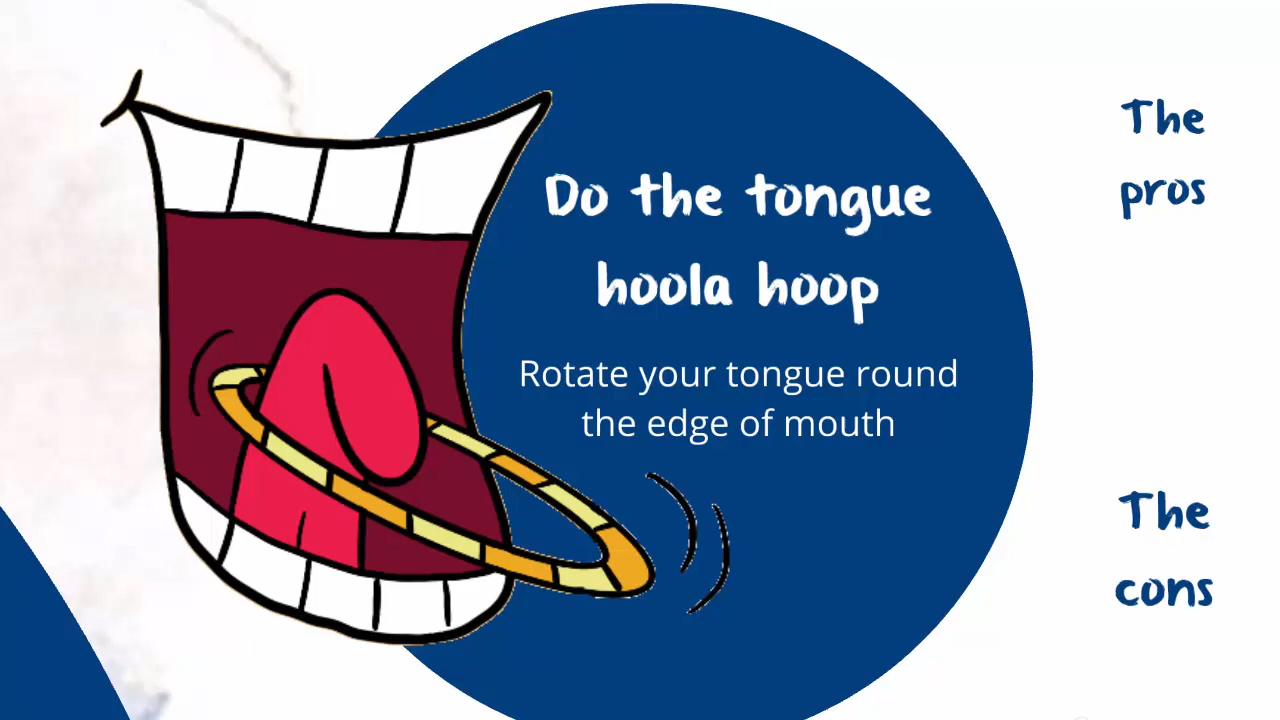 Do the tongue
hoola hoop
Rotate your tongue round
the edge of mouth
The
pros
The
cons